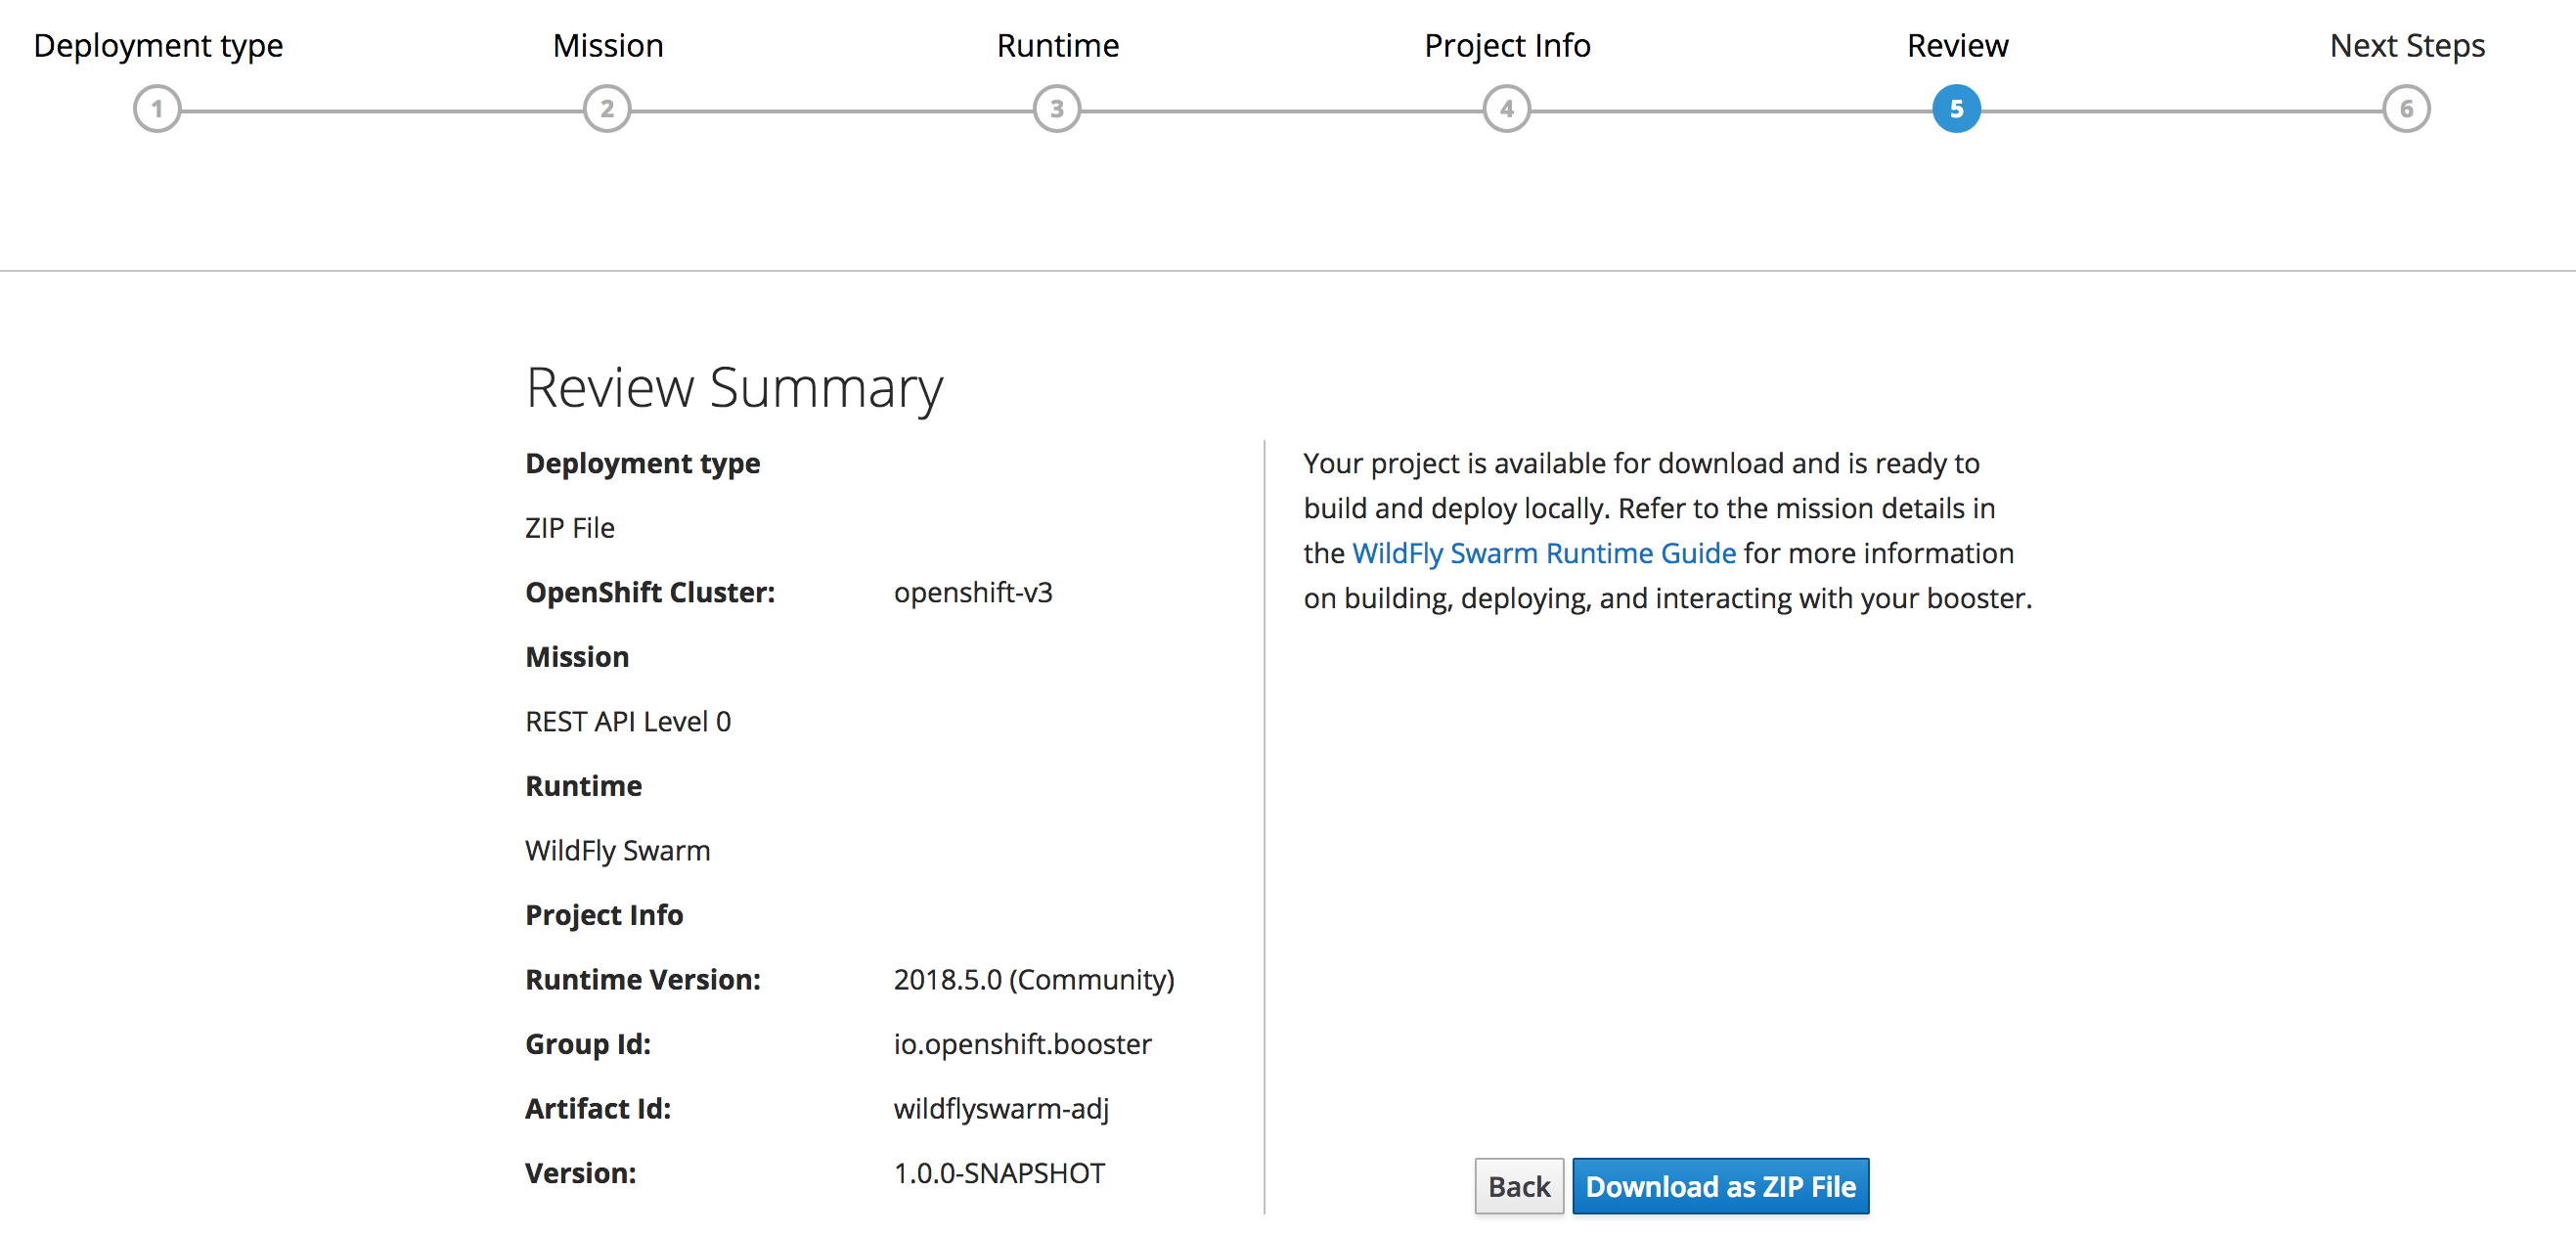 Deployment type Mission Runtime Project Info Review Next Steps
1 2 3 4 5 6
Review Summary
Deployment type
ZIP File
OpenShift Cluster: openshift-v3
Mission
REST API Level 0
Runtime
WildFly Swarm
Project Info
Runtime Version: 2018.5.0 (Community)
Group Id: io.openshift.booster
Artifact Id: wildflyswarm-adj
Version: 1.0.0-SNAPSHOT
Your project is available for download and is ready to
build and deploy locally. Refer to the mission details in
the WildFly Swarm Runtime Guide for more information
on building, deploying, and interacting with your booster.
Back Download as ZIP File